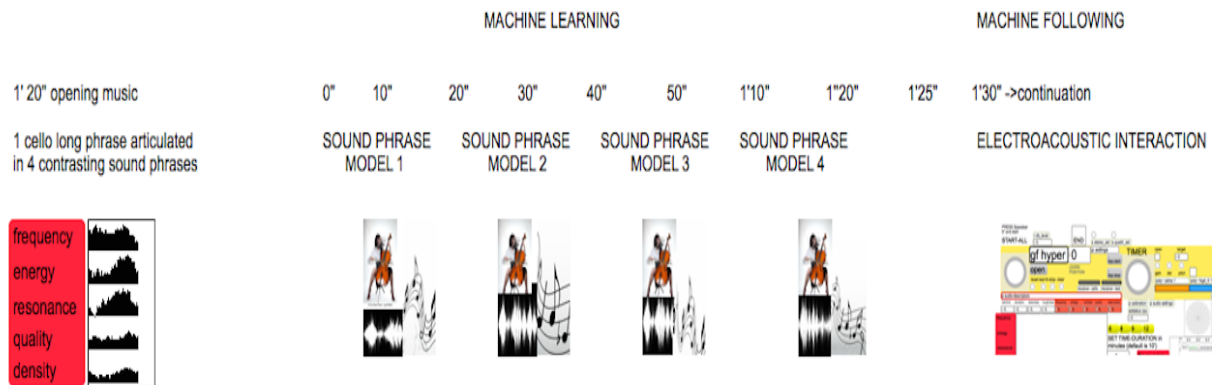 MACHINE LEARNING
MACHINE FOLLOWING
1' 20" opening music
0" 10" 20" 30" 40" 50" 1'10" 1"20" 1'25" 1'30" ->continuation
1 cello long phrase articulated
in 4 contrasting sound phrases
SOUND PHRASE
MODEL 1
SOUND PHRASE
MODEL 2
SOUND PHRASE
MODEL 3
SOUND PHRASE
MODEL 4
ELECTROACOUSTIC INTERACTION
frequency
energy
resonance
quality
density
START-ALL
END
gf hyper 0
TIMER
open
SET TIME-DURATION in
minutes (default is 10')